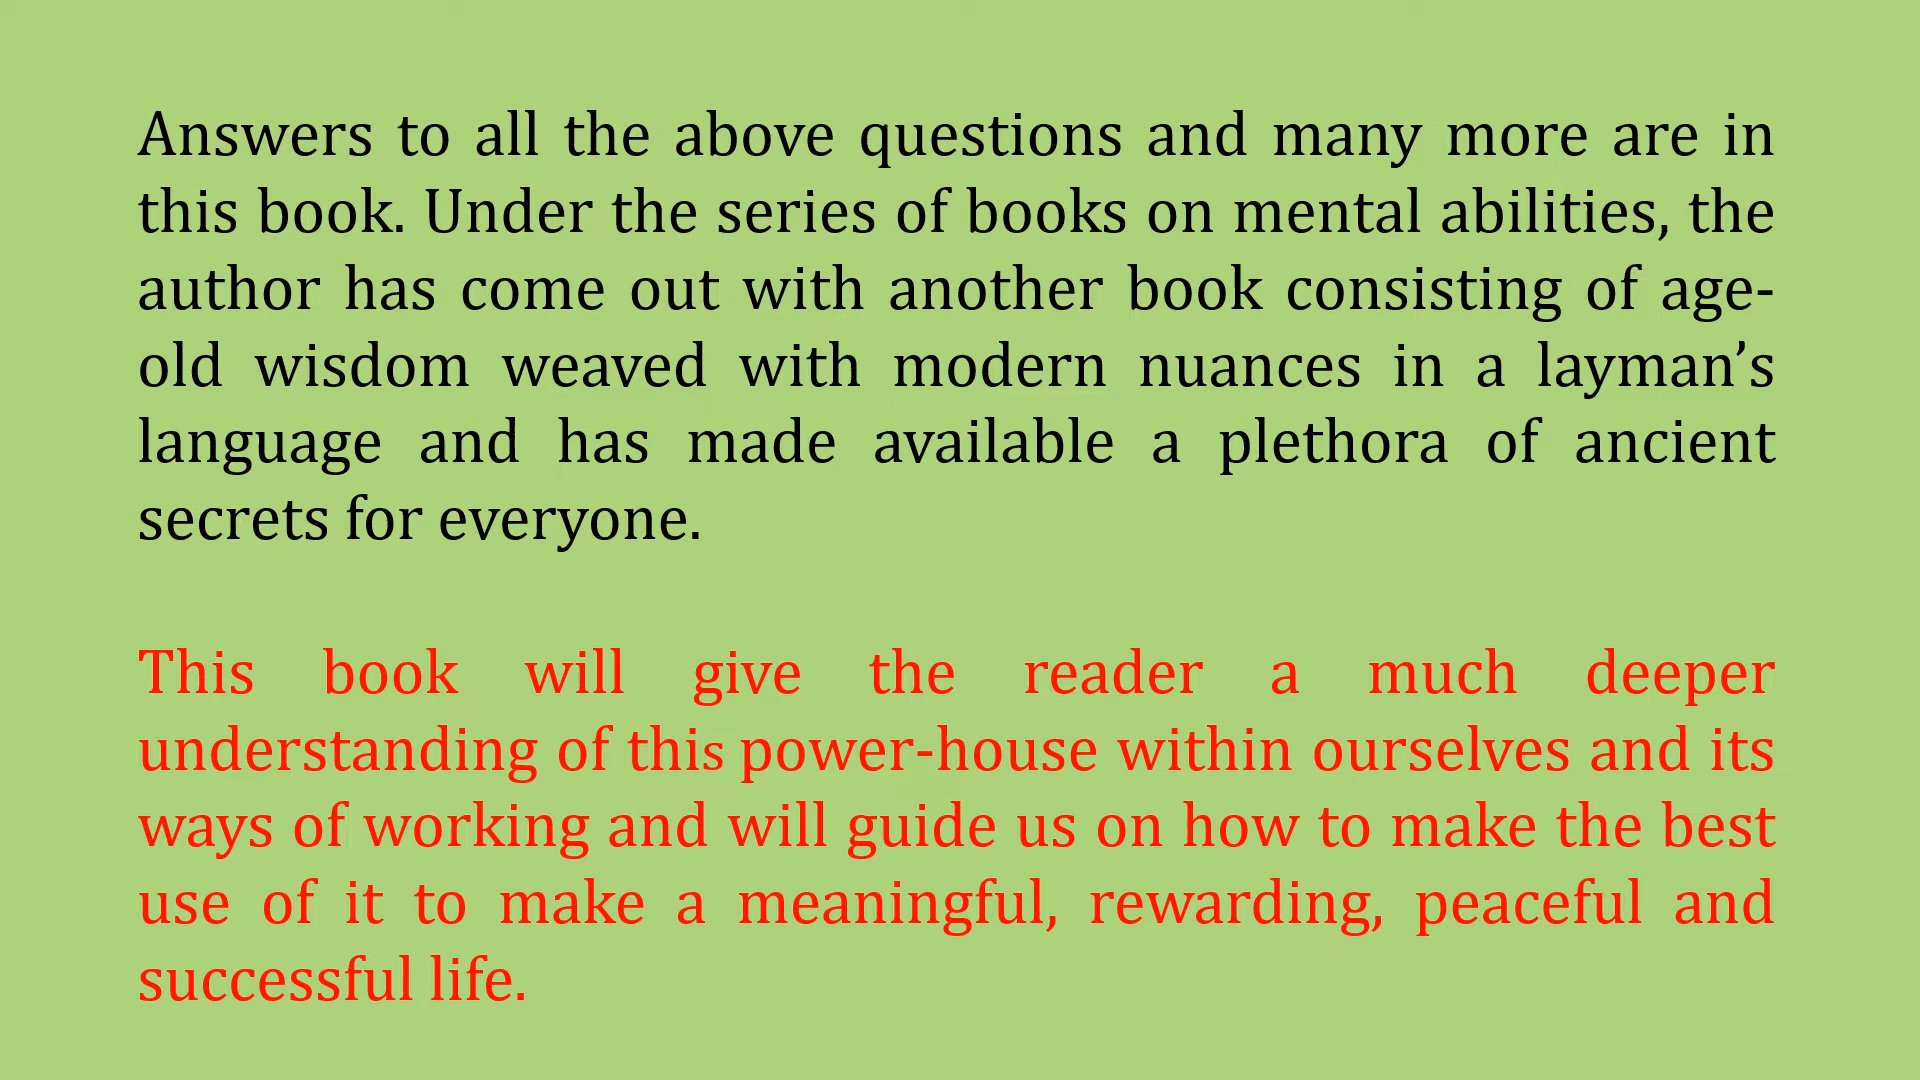 Answers to all the above questions and many more are in
this book. Under the series of books on mental abilities, the
author has come out with another book consisting of age-
old wisdom weaved with modern nuances in a layman’s
language and has made available a plethora of ancient
secrets for everyone.
This book will give the reader a much deeper
understanding of this power-house within ourselves and its
ways of working and will guide us on how to make the best
use of it to make a meaningful, rewarding, peaceful and
successful life.